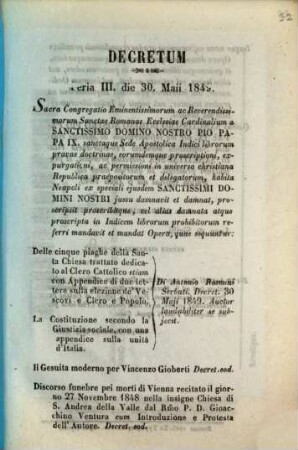 DECRETUM
Feria III. die 30. Maii 1849.
Sacra Congregatio Eminentissimorum ac Reverendissi-
morum Sanctae Romanae Ecclesiae Cardinalium a
SANCTISSIMO DOMINO NOSTRO PIO PA-
PA IX. sanctaque Sede Apostolica Indici librorum
pravae doctrinae, eorumdemque proscriptioni, exp-
urgationi, ac permissioni in universa christiana
Republica praepositorum et delegatorum, habita
Neapoli ex speciali quodam SANCTISSIMI DO-
MINI NOSTRI jussu damnavit et damnat, pro-
scripsit proscribitque, vel alias damnata atque
proscripta in Indicem librorum prohibitorum re-
ferri mandavit et mandat Opera, quae sequuntur:
Delle cinque piaghe della San-
ta Chiesa trattato dedica-
to al Clero Cattolico con
Appendice di due let-
tere sulla elezione de' Ve-
scovi e Clero e Popolo.
La Costituzione secondo la
Giustizia sociale, con una
appendice sulla unità
d'Italia.
Di Antonio Rosmini
Serbati. Decret. 30
Maji 1849. Auctor
laudabiliter se sub-
jecit.
Il Gesuita moderno per Vincenzo Gioberti Decret. eod.
Discorso funebre pei morti di Vienna recitato il gior-
no 27 Novembre 1848 nella insigne Chiesa di
S. Andrea della Valle dal Rmo P. D. Gioac-
chino Ventura con Introduzione e Protesta
dell' Autore. Decret. eod.